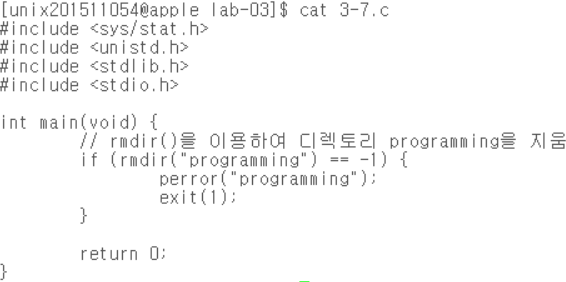 [unix201511054@apple lab-03]$ cat 3-7.c
#include <sys/stat.h>
#include <unistd.h>
#include <stdlib.h>
#include <stdio.h>
int main(void) {
// rmdir()을 이용하여 디렉토리 programming을 지움
if (rmdir("programming") == -1) {
perror("programming");
exit(1);
}
return 0;
}